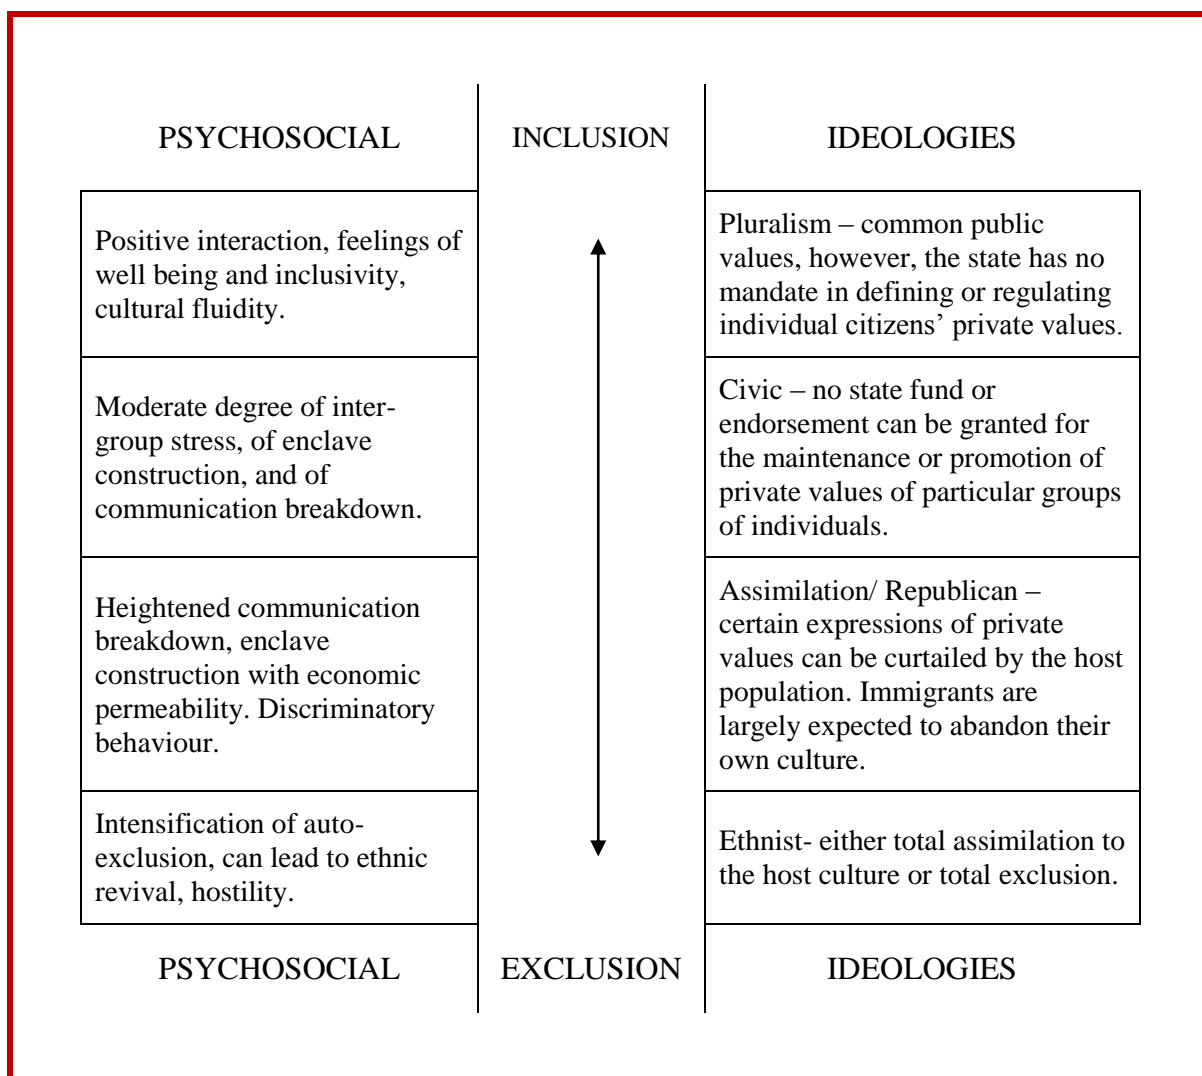 PSYCHOSOCIAL
INCLUSION
IDEOLOGIES
Positive interaction, feelings of
well being and inclusivity,
cultural fluidity.
Pluralism – common public
values, however, the state has no
mandate in defining or regulating
individual citizens’ private values.
Moderate degree of inter-
group stress, of enclave
construction, and of
communication breakdown.
Civic – no state fund or
endorsement can be granted for
the maintenance or promotion of
private values of particular groups
of individuals.
Heightened communication
breakdown, enclave
construction with economic
permeability. Discriminatory
behaviour.
Assimilation/ Republican –
certain expressions of private
values can be curtailed by the host
population. Immigrants are
largely expected to abandon their
own culture.
Intensification of auto-
exclusion, can lead to ethnic
revival, hostility.
Ethnist- either total assimilation to
the host culture or total exclusion.
PSYCHOSOCIAL
EXCLUSION
IDEOLOGIES